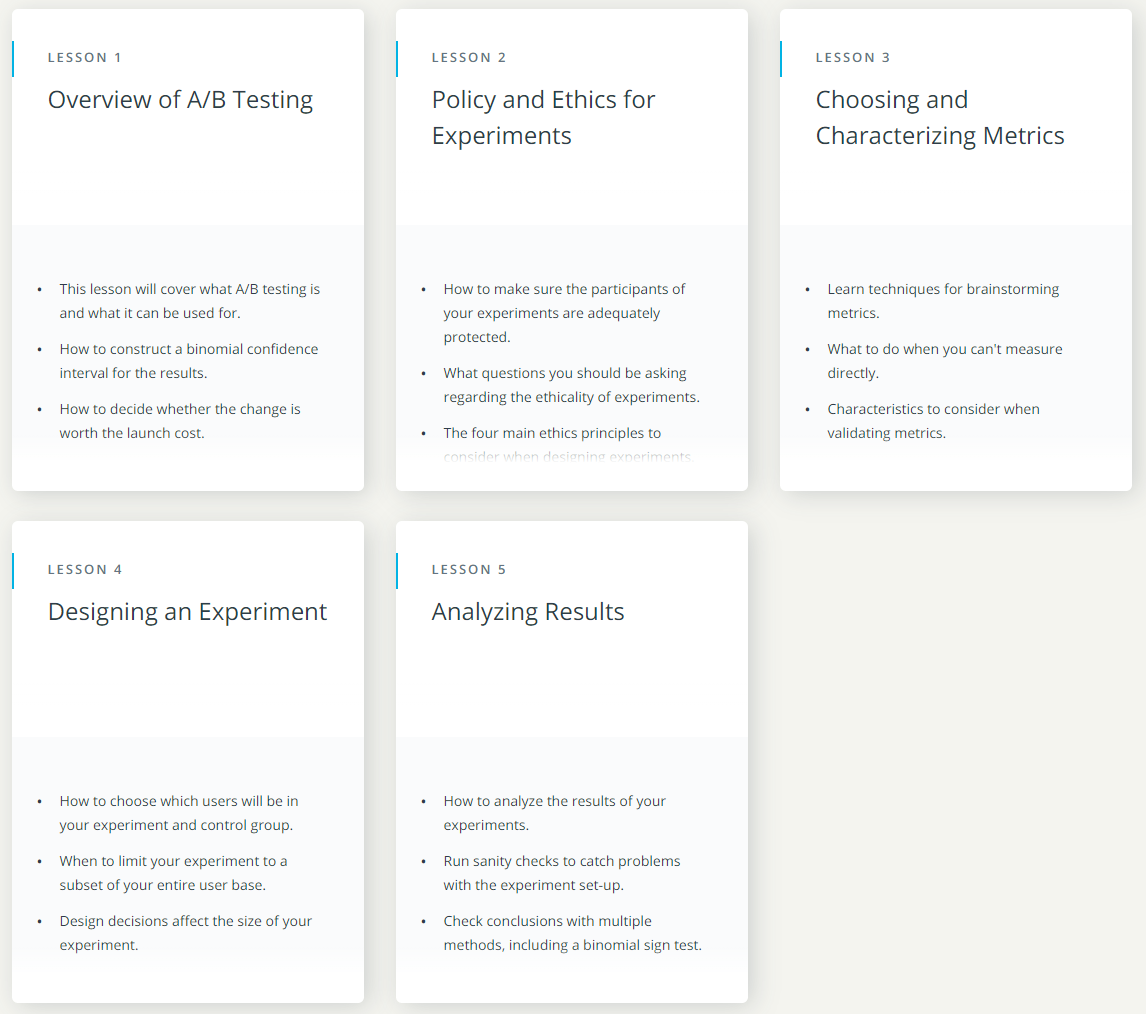 LESSON 1
Overview of A/B Testing
• This lesson will cover what A/B testing is
and what it can be used for.
• How to construct a binomial confidence
interval for the results.
• How to decide whether the change is
worth the launch cost.
LESSON 2
Policy and Ethics for
Experiments
• How to make sure the participants of
your experiments are adequately
protected.
• What questions you should be asking
regarding the ethicality of experiments.
• The four main ethics principles to
consider when designing experiments.
LESSON 3
Choosing and
Characterizing Metrics
• Learn techniques for brainstorming
metrics.
• What to do when you can't measure
directly.
• Characteristics to consider when
validating metrics.
LESSON 4
Designing an Experiment
• How to choose which users will be in
your experiment and control group.
• When to limit your experiment to a
subset of your entire user base.
• Design decisions affect the size of your
experiment.
LESSON 5
Analyzing Results
• How to analyze the results of your
experiments.
• Run sanity checks to catch problems
with the experiment set-up.
• Check conclusions with multiple
methods, including a binomial sign test.